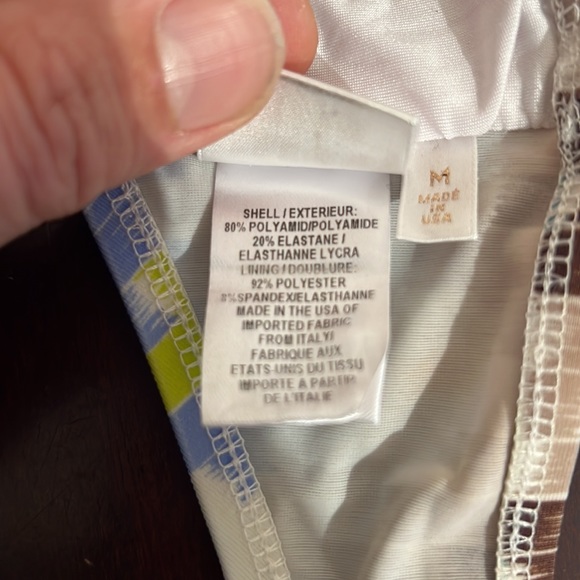 SHELL / EXTERIEUR:
80% POLYAMID/POLYAMIDE
20% ELASTANE /
ELASTHANNE LYCRA
LINING / DOUBLURE:
92% POLYESTER
8%SPANDEX/ELASTHANNE
MADE IN THE USA OF
IMPORTED FABRIC
FROM ITALY/
FABRIQUE AUX
ETATS UNIS DU TISSU
IMPORTE A PARTIR
DE L'ITALIE
M
MADE
IN
USA